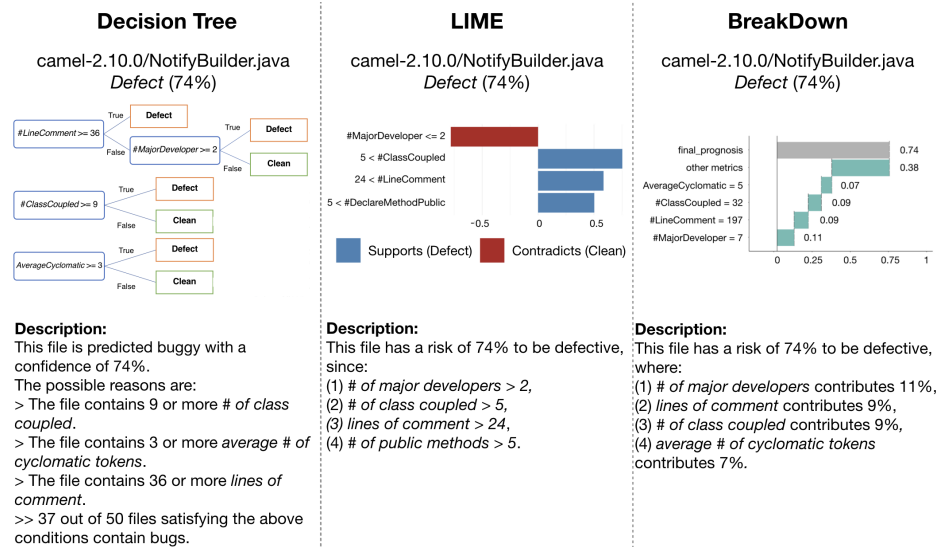 Decision Tree
camel-2.10.0/NotifyBuilder.java
Defect (74%)
#LineComment >= 36
True
Defect
False
#MajorDeveloper >= 2
True
Defect
False
Clean
#ClassCoupled >= 9
True
Defect
False
Clean
AverageCyclomatic >= 3
True
Defect
False
Clean
Description:
This file is predicted buggy with a
confidence of 74%.
The possible reasons are:
> The file contains 9 or more # of class
coupled.
> The file contains 3 or more average # of
cyclomatic tokens.
> The file contains 36 or more lines of
comment.
>> 37 out of 50 files satisfying the above
conditions contain bugs.
LIME
camel-2.10.0/NotifyBuilder.java
Defect (74%)
#MajorDeveloper <= 2
5 < #ClassCoupled
24 < #LineComment
5 < #DeclareMethodPublic
−0.5 0 0.5
Supports (Defect) Contradicts (Clean)
Description:
This file has a risk of 74% to be defective,
since:
(1) # of major developers > 2,
(2) # of class coupled > 5,
(3) lines of comment > 24,
(4) # of public methods > 5.
BreakDown
camel-2.10.0/NotifyBuilder.java
Defect (74%)
final_prognosis 0.74
other metrics 0.38
AverageCyclomatic = 5 0.07
#ClassCoupled = 32 0.09
#LineComment = 197 0.09
#MajorDeveloper = 7 0.11
0 0.25 0.5 0.75 1
Description:
This file has a risk of 74% to be defective,
where:
(1) # of major developers contributes 11%,
(2) lines of comment contributes 9%,
(3) # of class coupled contributes 9%,
(4) average # of cyclomatic tokens
contributes 7%.